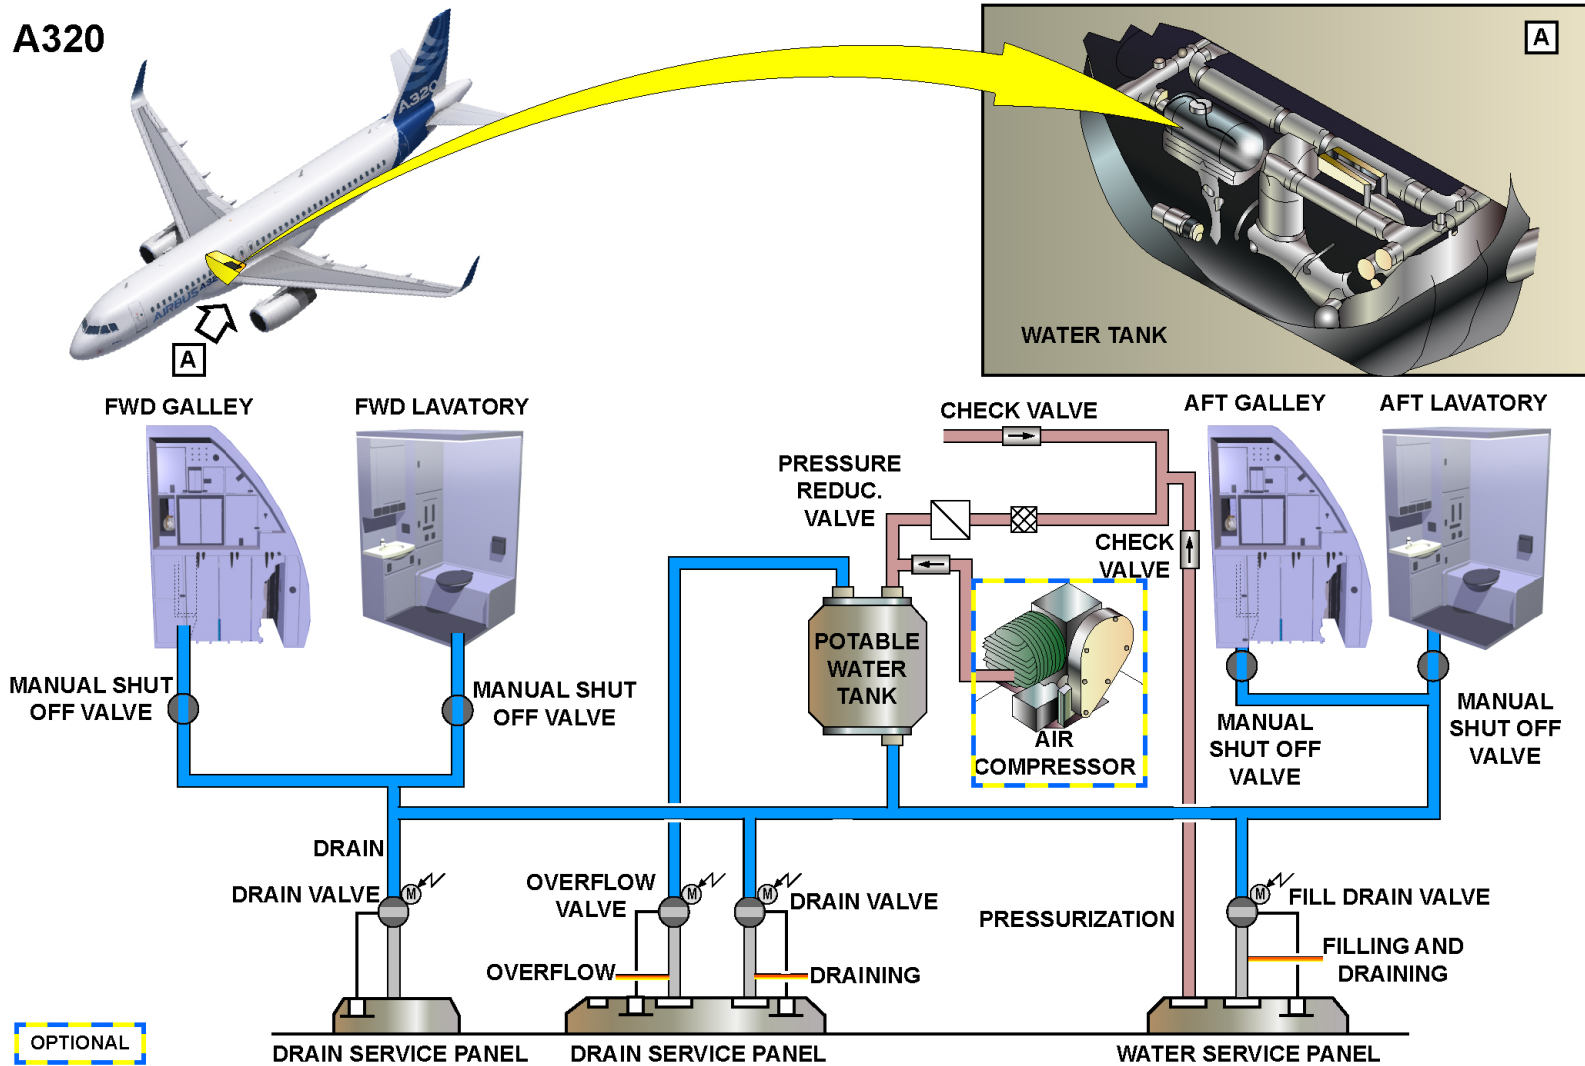 A320
A320
AIRBUS A320
A
A
WATER TANK
FWD GALLEY
FWD LAVATORY
CHECK VALVE
AFT GALLEY
AFT LAVATORY
PRESSURE
REDUC.
VALVE
CHECK
VALVE
POTABLE
WATER
TANK
MANUAL SHUT
OFF VALVE
MANUAL SHUT
OFF VALVE
AIR
COMPRESSOR
MANUAL
SHUT OFF
VALVE
MANUAL
SHUT OFF
VALVE
DRAIN
DRAIN VALVE
M
OVERFLOW
VALVE
M
M
DRAIN VALVE
M
FILL DRAIN VALVE
PRESSURIZATION
OVERFLOW
DRAINING
FILLING AND
DRAINING
OPTIONAL
DRAIN SERVICE PANEL
DRAIN SERVICE PANEL
WATER SERVICE PANEL